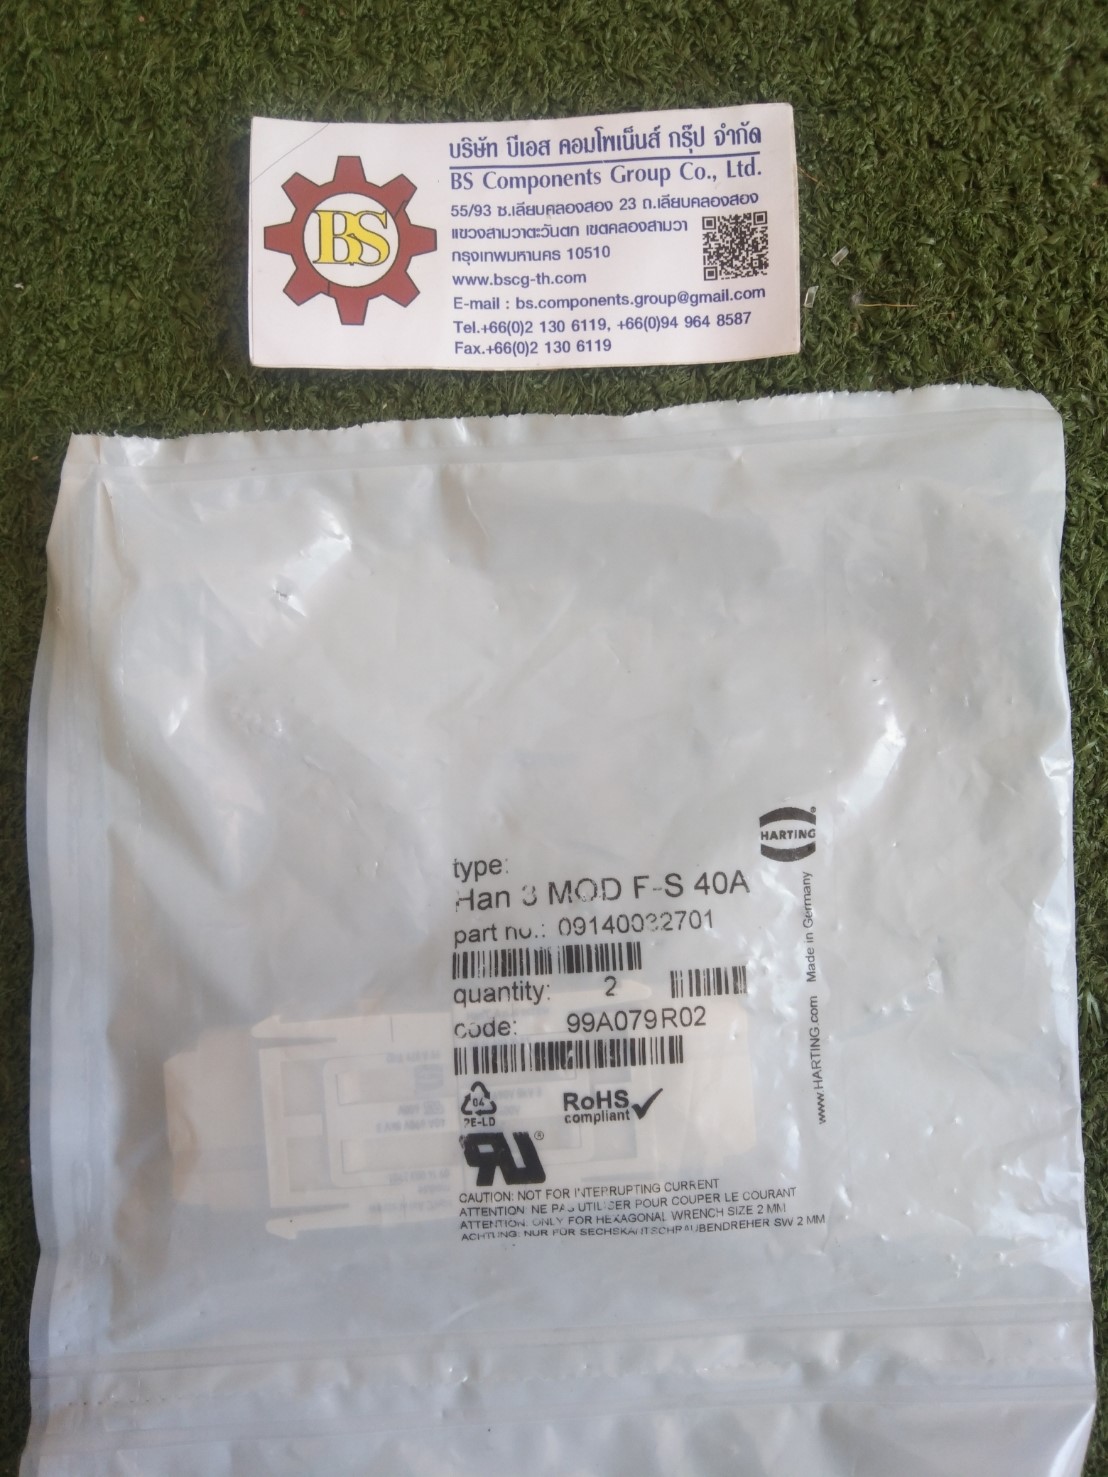 บริษัท บีเอส คอมโพเน็นส์ กรุ๊ป จำกัด
BS Components Group Co., Ltd.
BS
55/93 ซ.เลียบคลองสอง 23 ถ.เลียบคลองสอง
แขวงสามวาตะวันตก เขตคลองสามวา
กรุงเทพมหานคร 10510
www.bscg-th.com
E-mail : bs.components.group@gmail.com
Tel.+66(0)2 130 6119, +66(0)94 964 8587
Fax.+66(0)2 130 6119
HARTING
type:
Han 3 MOD F-S 40A
part no.: 09140032701
quantity: 2
code: 99A079R02
www.HARTING.com Made in Germany
04
PE-LD
RoHS
compliant
CAUTION: NOT FOR INTERRUPTING CURRENT
ATTENTION: NE PAS UTILISER POUR COUPER LE COURANT
ATTENTION: ONLY FOR HEXAGONAL WRENCH SIZE 2 MM
ACHTUNG: NUR FÜR SECHSKANTSCHRAUBENDREHER SW 2 MM